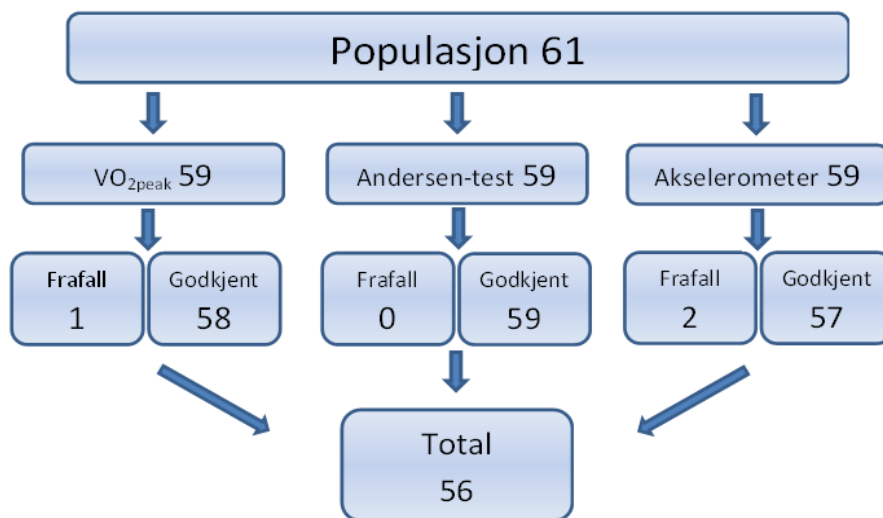 Populasjon 61
VO2peak 59
Andersen-test 59
Akselerometer 59
Frafall
1
Godkjent
58
Frafall
0
Godkjent
59
Frafall
2
Godkjent
57
Total
56